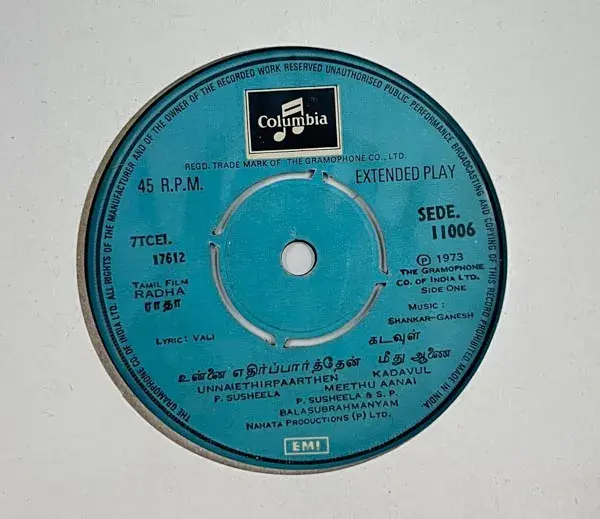 THE GRAMOPHONE CO OF INDIA LTD. ALL RIGHTS OF THE MANUFACTURER AND OF THE OWNER OF THE RECORDED WORK RESERVED UNAUTHORISED PUBLIC PERFORMANCE BROADCASTING AND COPYING OF THIS RECORD PROHIBITED MADE IN INDIA.
Columbia
REGD. TRADE MARK OF THE GRAMOPHONE CO., LTD.
45 R.P.M.
EXTENDED PLAY
SEDE.
11006
7TCE1.
17612
TAMIL FILM
RADHA
ராதா
LYRIC: VALI
Ⓟ 1973
THE GRAMOPHONE
CO. OF INDIA LTD.
SIDE ONE
MUSIC :
SHANKAR-GANESH
உன்னை எதிர்ப்பார்த்தேன்
UNNAIETHIRPAARTHEN
P. SUSHEELA
கடவுள்
மீது ஆணை
KADAVUL
MEETHU AANAI
P. SUSHEELA & S. P.
BALASUBRAHMANYAM
NAHATA PRODUCTIONS (P) LTD.
EMI